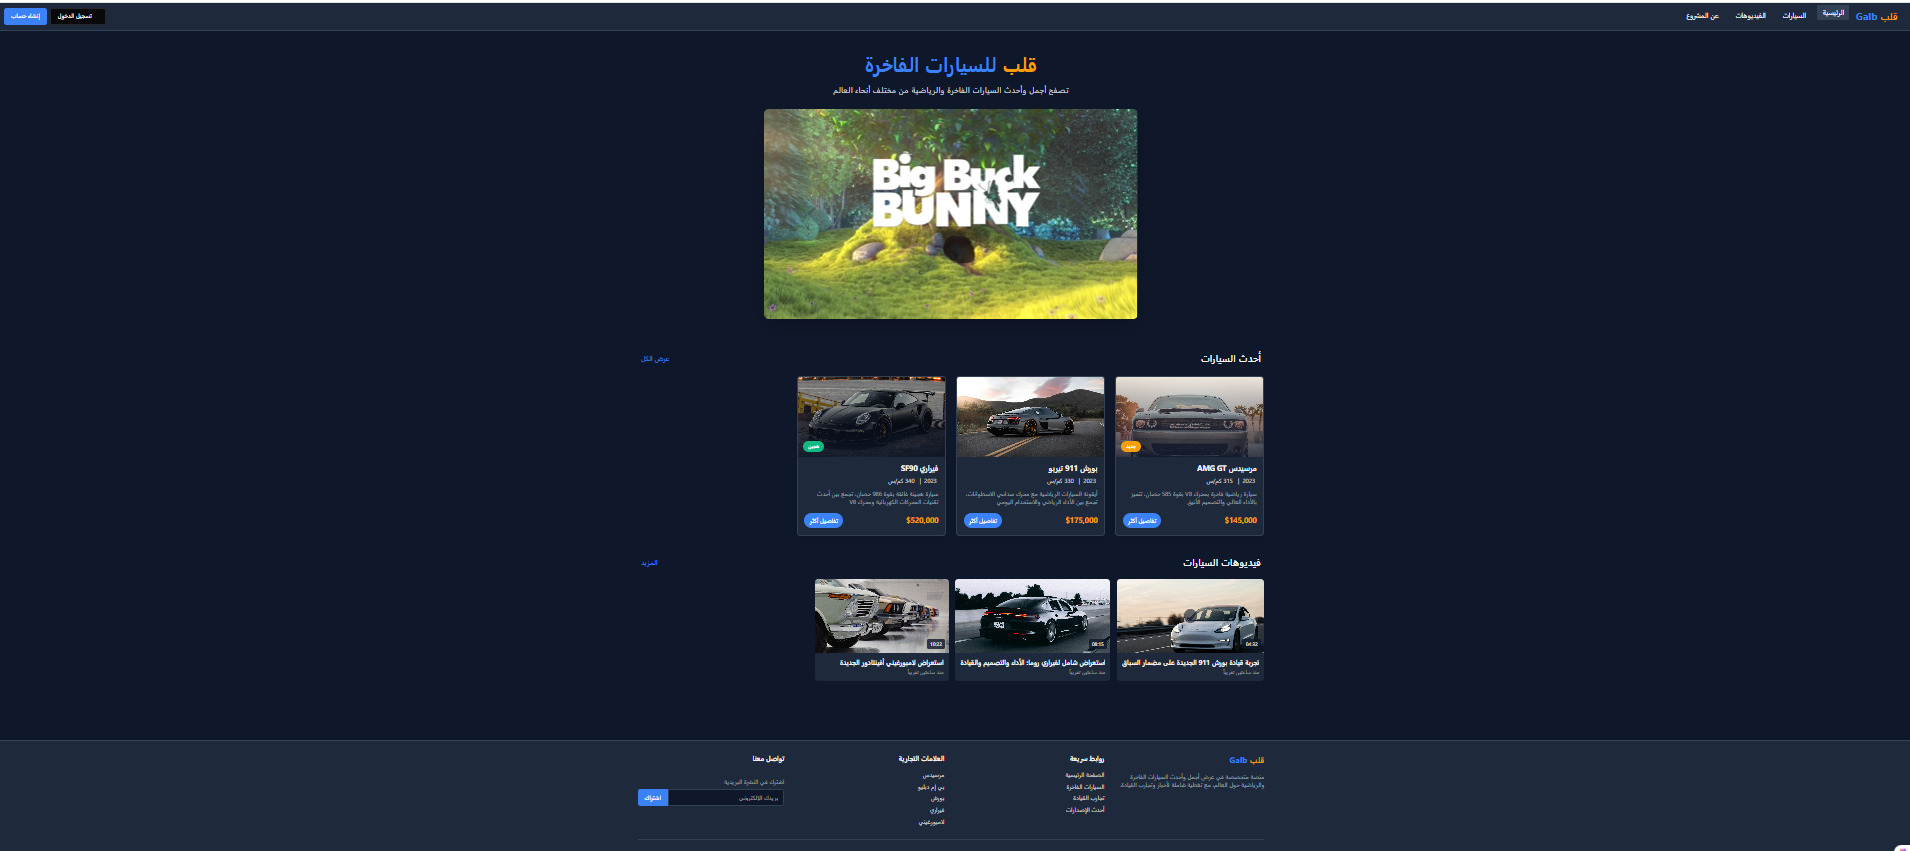 قلب Galb
الرئيسية
السيارات
الفيديوهات
عن المشروع
تسجيل الدخول
إنشاء حساب
قلب للسيارات الفاخرة
تصفح أجمل وأحدث السيارات الفاخرة والرياضية من مختلف أنحاء العالم
Big Buck
BUNNY
أحدث السيارات
عرض الكل
جديد
مرسيدس AMG GT
2023 | 315 كم/س
سيارة رياضية فاخرة بمحرك V8 بقوة 585 حصان، تتميز
بالأداء العالي والتصميم الأنيق
$145,000
تفاصيل أكثر
بورش 911 تيربو
2023 | 330 كم/س
أيقونة السيارات الرياضية مع محرك سداسي الاسطوانات،
تجمع بين الأداء الرياضي والاستخدام اليومي
$175,000
تفاصيل أكثر
هجين
فيراري SF90
2023 | 340 كم/س
سيارة هجينة فائقة بقوة 986 حصان، تجمع بين أحدث
تقنيات المحركات الكهربائية ومحرك V8
$520,000
تفاصيل أكثر
فيديوهات السيارات
المزيد
04:32
تجربة قيادة بورش 911 الجديدة على مضمار السباق
منذ ساعتين تقريباً
08:15
استعراض شامل لفيراري روما: الأداء والتصميم والقيادة
منذ ساعتين تقريباً
10:22
استعراض لامبورغيني أفينتادور الجديدة
منذ ساعتين تقريباً
قلب Galb
منصة متخصصة في عرض أجمل وأحدث السيارات الفاخرة
والرياضية حول العالم، مع تغطية شاملة لأخبار وتجارب القيادة.
روابط سريعة
الصفحة الرئيسية
السيارات الفاخرة
تجارب القيادة
أحدث الإصدارات
العلامات التجارية
مرسيدس
بي إم دبليو
بورش
فيراري
لامبورغيني
تواصل معنا
اشترك في النشرة البريدية
بريدك الإلكتروني
اشتراك